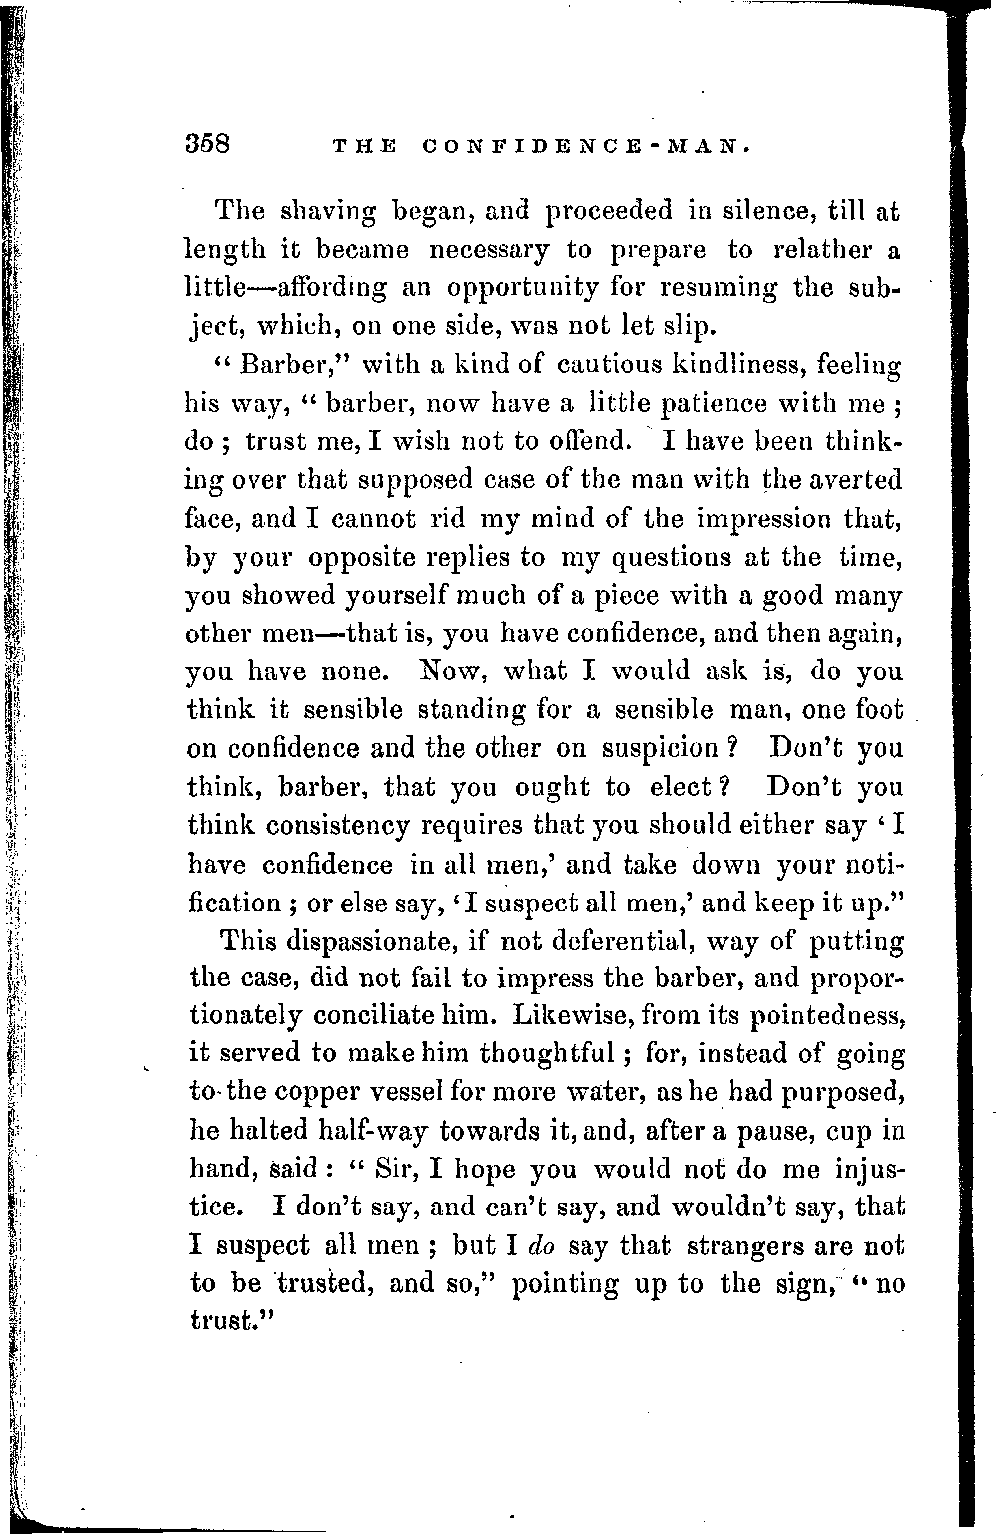 358 THE CONFIDENCE-MAN.
The shaving began, and proceeded in silence, till at
length it became necessary to prepare to relather a
little—affording an opportunity for resuming the sub-
ject, which, on one side, was not let slip.
“ Barber,” with a kind of cautious kindliness, feeling
his way, “ barber, now have a little patience with me ;
do ; trust me, I wish not to offend. I have been think-
ing over that supposed case of the man with the averted
face, and I cannot rid my mind of the impression that,
by your opposite replies to my questions at the time,
you showed yourself much of a piece with a good many
other men—that is, you have confidence, and then again,
you have none. Now, what I would ask is, do you
think it sensible standing for a sensible man, one foot
on confidence and the other on suspicion ? Don’t you
think, barber, that you ought to elect ? Don’t you
think consistency requires that you should either say ‘ I
have confidence in all men,’ and take down your noti-
fication ; or else say, ‘ I suspect all men,’ and keep it up.”
This dispassionate, if not deferential, way of putting
the case, did not fail to impress the barber, and propor-
tionately conciliate him. Likewise, from its pointedness,
it served to make him thoughtful ; for, instead of going
to the copper vessel for more water, as he had purposed,
he halted half-way towards it, and, after a pause, cup in
hand, said : “ Sir, I hope you would not do me injus-
tice. I don’t say, and can’t say, and wouldn’t say, that
I suspect all men ; but I do say that strangers are not
to be trusted, and so,” pointing up to the sign, “ no
trust.”